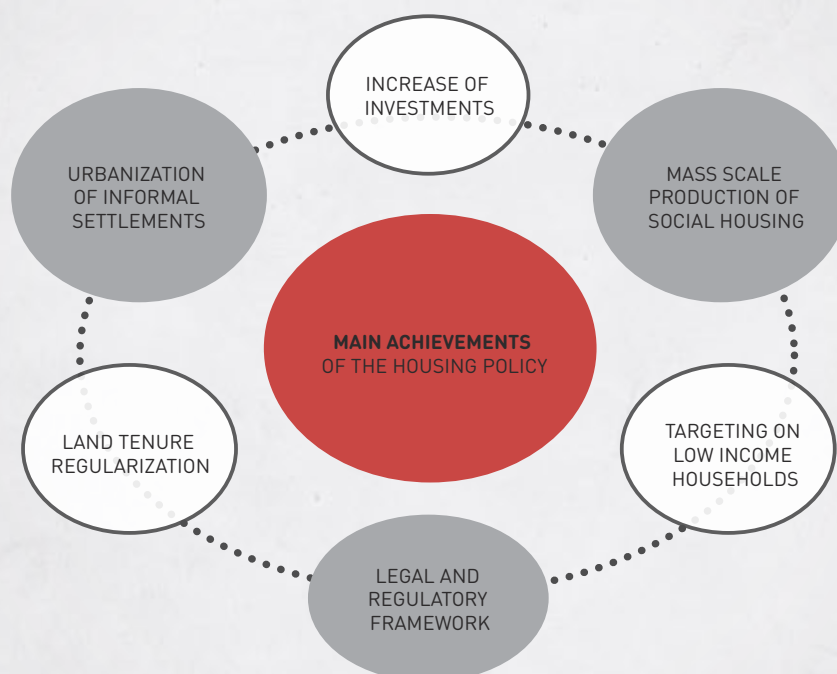 INCREASE OF
INVESTMENTS
URBANIZATION
OF INFORMAL
SETTLEMENTS
MASS SCALE
PRODUCTION OF
SOCIAL HOUSING
MAIN ACHIEVEMENTS
OF THE HOUSING POLICY
LAND TENURE
REGULARIZATION
TARGETING ON
LOW INCOME
HOUSEHOLDS
LEGAL AND
REGULATORY
FRAMEWORK